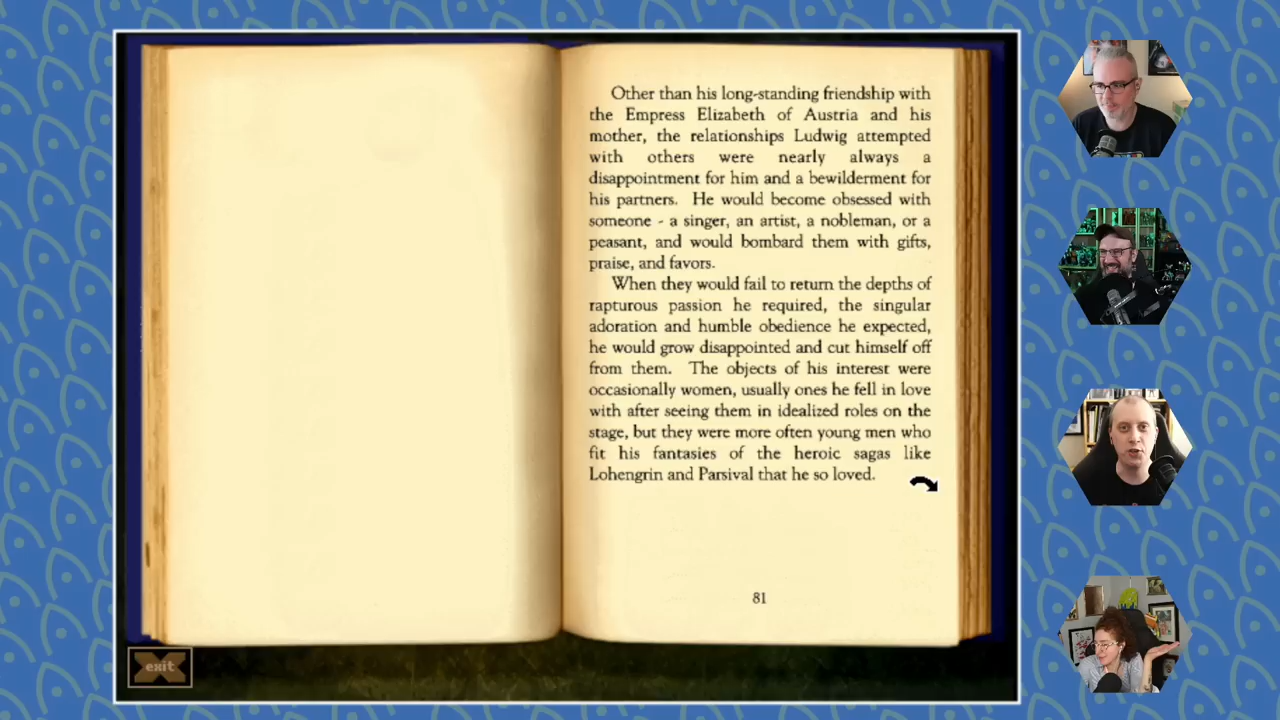 Other than his long-standing friendship with
the Empress Elizabeth of Austria and his
mother, the relationships Ludwig attempted
with others were nearly always a
disappointment for him and a bewilderment for
his partners. He would become obsessed with
someone - a singer, an artist, a nobleman, or a
peasant, and would bombard them with gifts,
praise, and favors.
When they would fail to return the depths of
rapturous passion he required, the singular
adoration and humble obedience he expected,
he would grow disappointed and cut himself off
from them. The objects of his interest were
occasionally women, usually ones he fell in love
with after seeing them in idealized roles on the
stage, but they were more often young men who
fit his fantasies of the heroic sagas like
Lohengrin and Parsival that he so loved.
81
exit